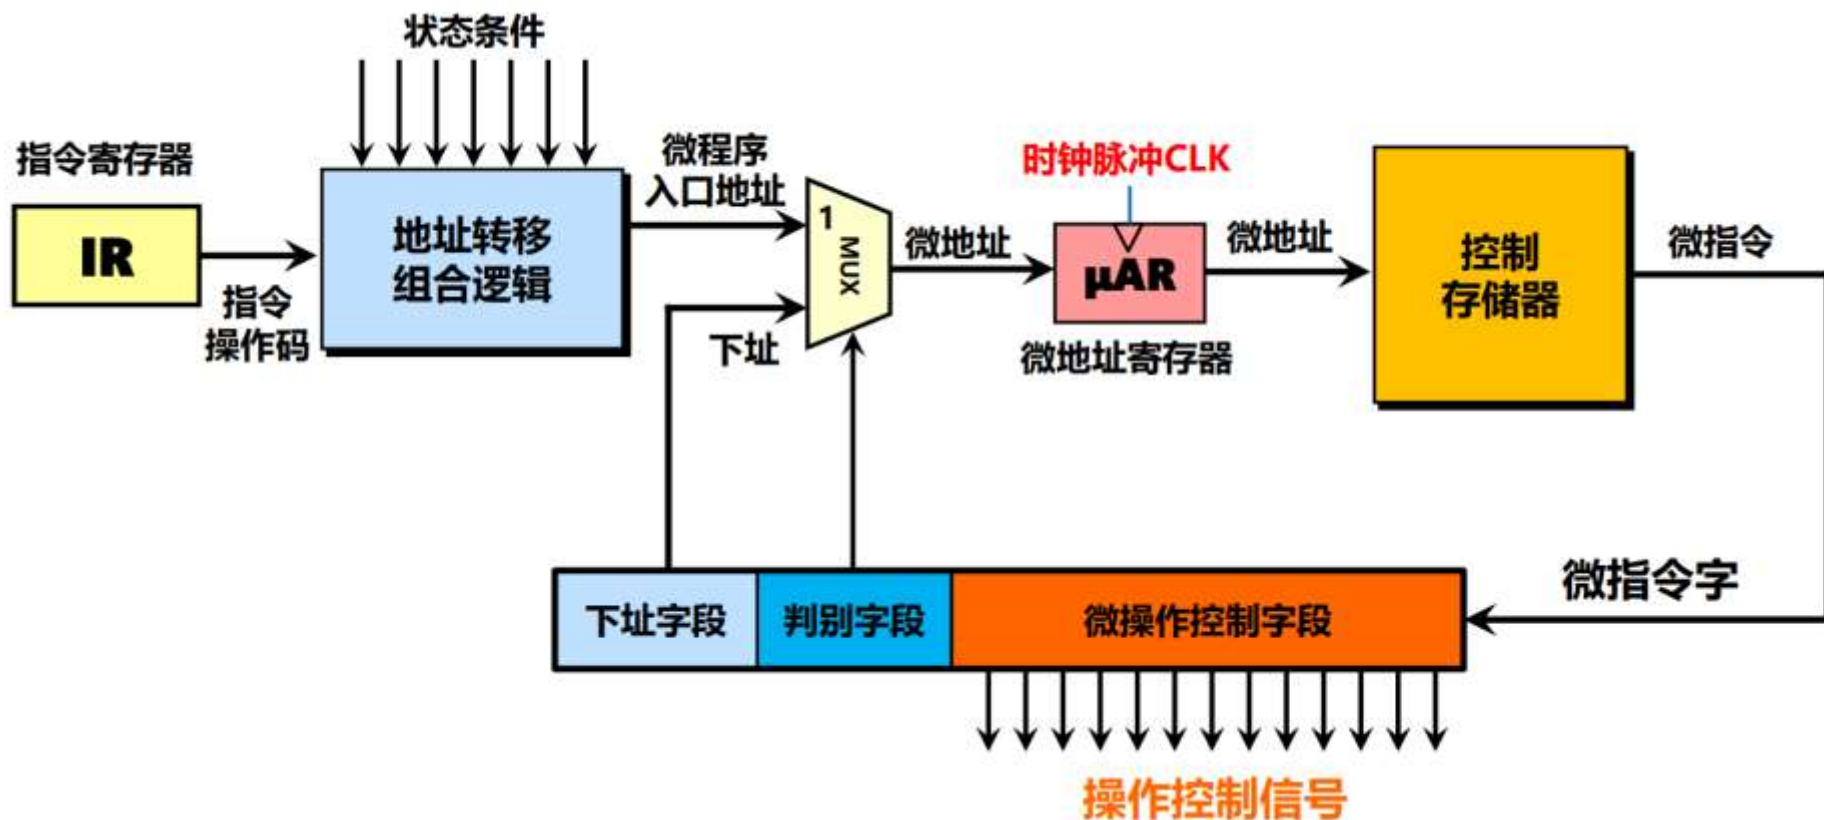 状态条件
指令寄存器
IR
指令
操作码
地址转移
组合逻辑
微程序
入口地址
下址
1
MUX
微地址
时钟脉冲CLK
μAR
微地址寄存器
微地址
控制
存储器
微指令
微指令字
下址字段
判别字段
微操作控制字段
操作控制信号